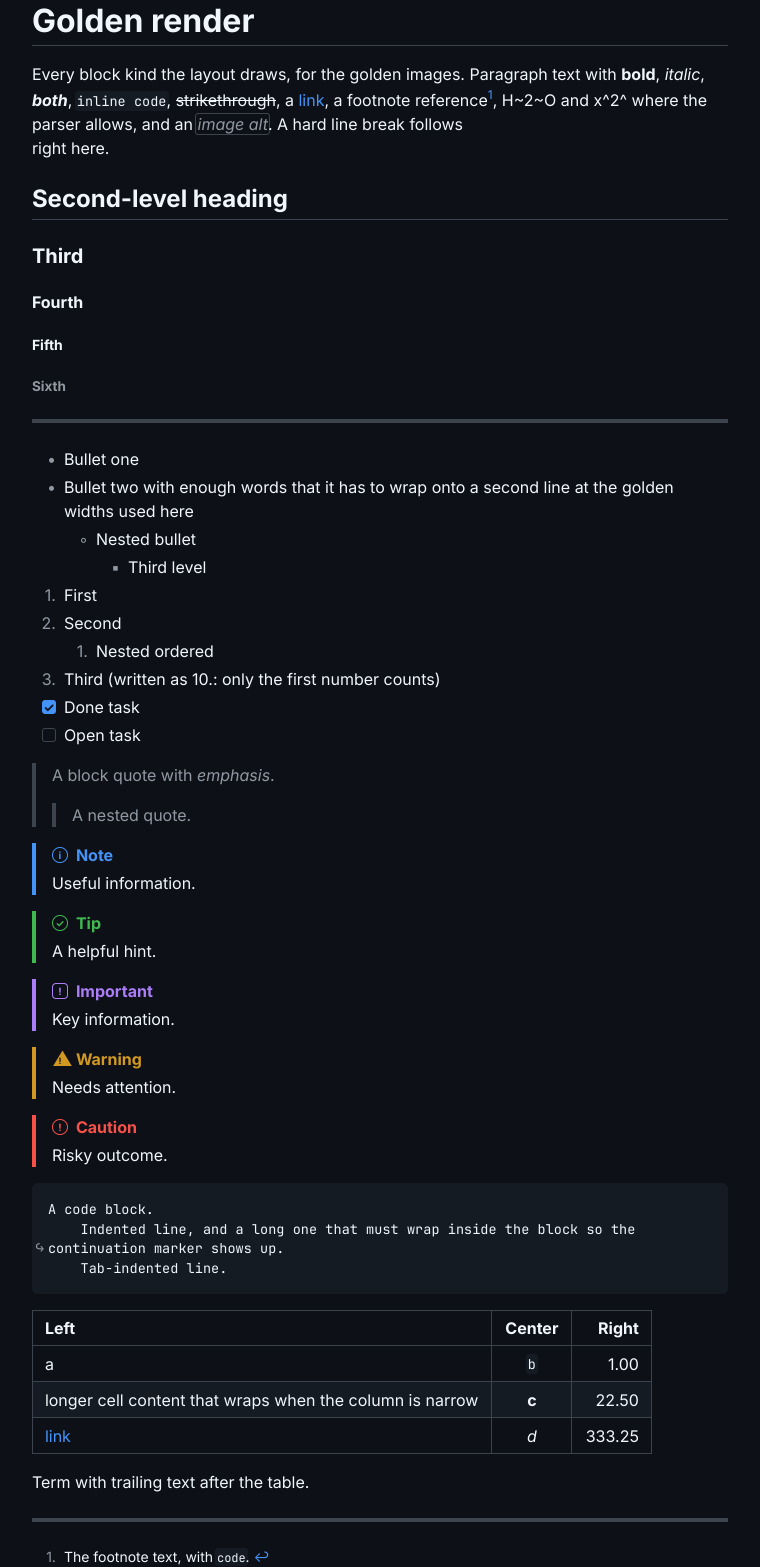 Golden render
Every block kind the layout draws, for the golden images. Paragraph text with bold, italic,
both, inline code, strikethrough, a link, a footnote reference1, H~2~O and x^2^ where the
parser allows, and an image alt. A hard line break follows
right here.
Second-level heading
Third
Fourth
Fifth
Sixth
• Bullet one
• Bullet two with enough words that it has to wrap onto a second line at the golden
widths used here
◦ Nested bullet
▪ Third level
1. First
2. Second
1. Nested ordered
3. Third (written as 10.: only the first number counts)
Done task
Open task
A block quote with emphasis.
A nested quote.
Note
Useful information.
Tip
A helpful hint.
Important
Key information.
Warning
Needs attention.
Caution
Risky outcome.
A code block.
    Indented line, and a long one that must wrap inside the block so the
↪ continuation marker shows up.
    Tab-indented line.
Left Center Right
a b 1.00
longer cell content that wraps when the column is narrow c 22.50
link d 333.25
Term with trailing text after the table.
1. The footnote text, with code. ↩